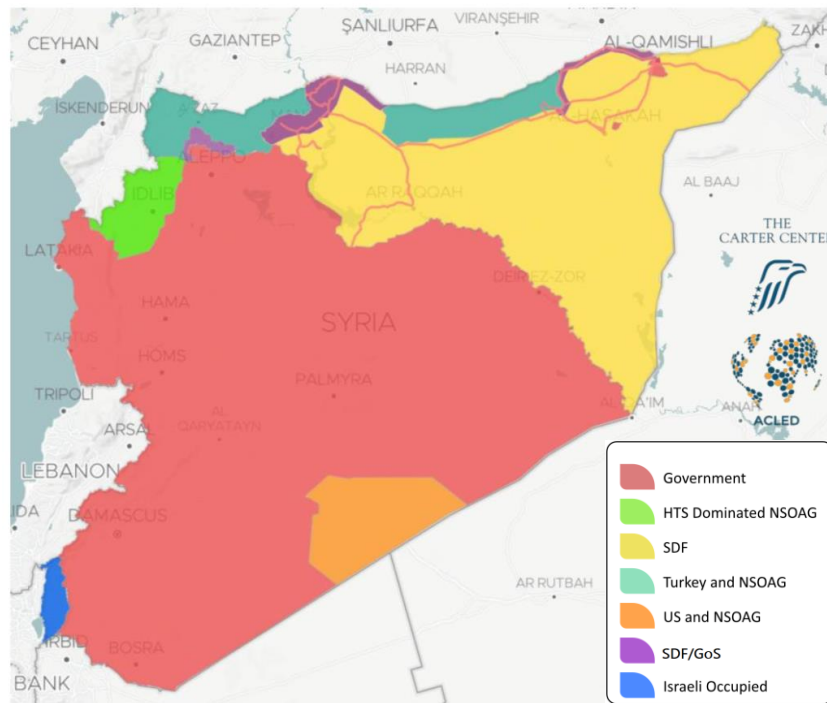 VIRANŞEHİR
ŞANLIURFA
CEYHAN
GAZIANTEP
AL-QAMISHLI
ZAKH
HARRAN
İSKENDERUN
AZAZ
AL-HASAKAH
ALEPPO
IDLIB
AR RAQQAH
AL BAAJ
THE
CARTER CENTER
LATAKIA
DEIR EZ-ZOR
HAMA
SYRIA
TARTUS
HOMS
PALMYRA
TRIPOLI
AL-QA'IM
ANAH
ACLED
AL
QARYATAYN
ARSAL
LEBANON
DAMASCUS
AR RUTBAH
IRBID
BOSRA
BANK
Government
HTS Dominated NSOAG
SDF
Turkey and NSOAG
US and NSOAG
SDF/GoS
Israeli Occupied